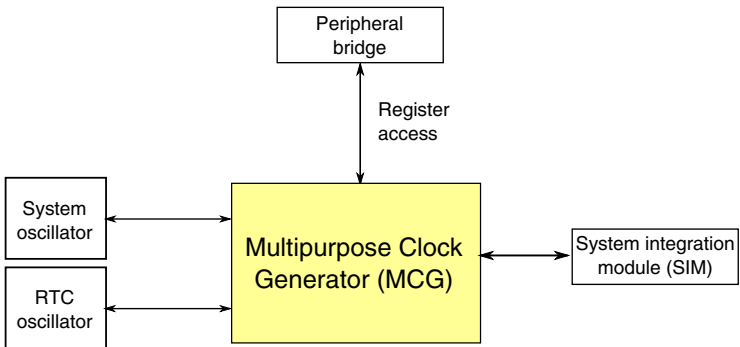 Peripheral
bridge
Register
access
System
oscillator
Multipurpose Clock
Generator (MCG)
System integration
module (SIM)
RTC
oscillator